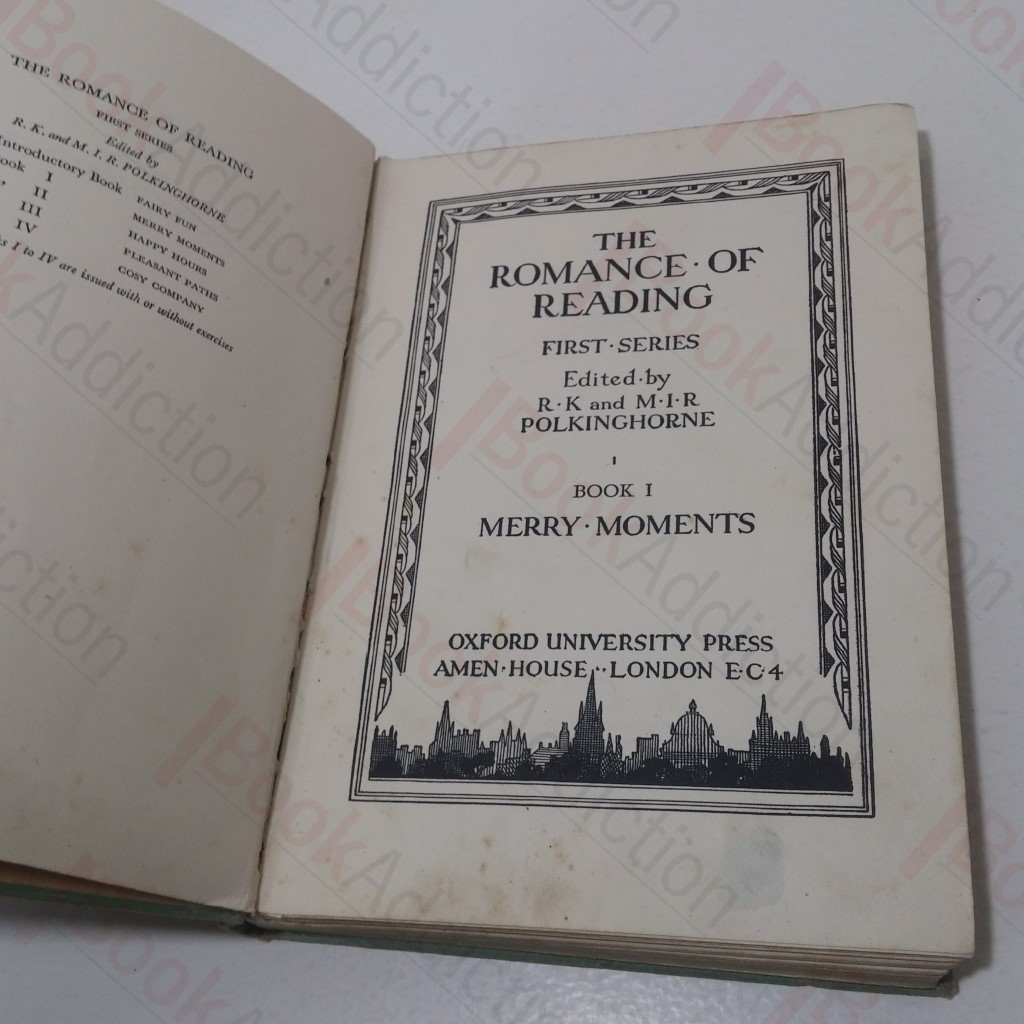 THE ROMANCE OF READING
FIRST SERIES
Edited by
R. K. and M. I. R. POLKINGHORNE
Introductory Book FAIRY FUN
Book I MERRY MOMENTS
" II HAPPY HOURS
III PLEASANT PATHS
IV COSY COMPANY
I to IV are issued with or without exercises
THE
ROMANCE·OF
READING
FIRST·SERIES
Edited·by
R·K and M·I·R
POLKINGHORNE
BOOK I
MERRY·MOMENTS
OXFORD UNIVERSITY PRESS
AMEN·HOUSE··LONDON E·C·4
BookAddiction